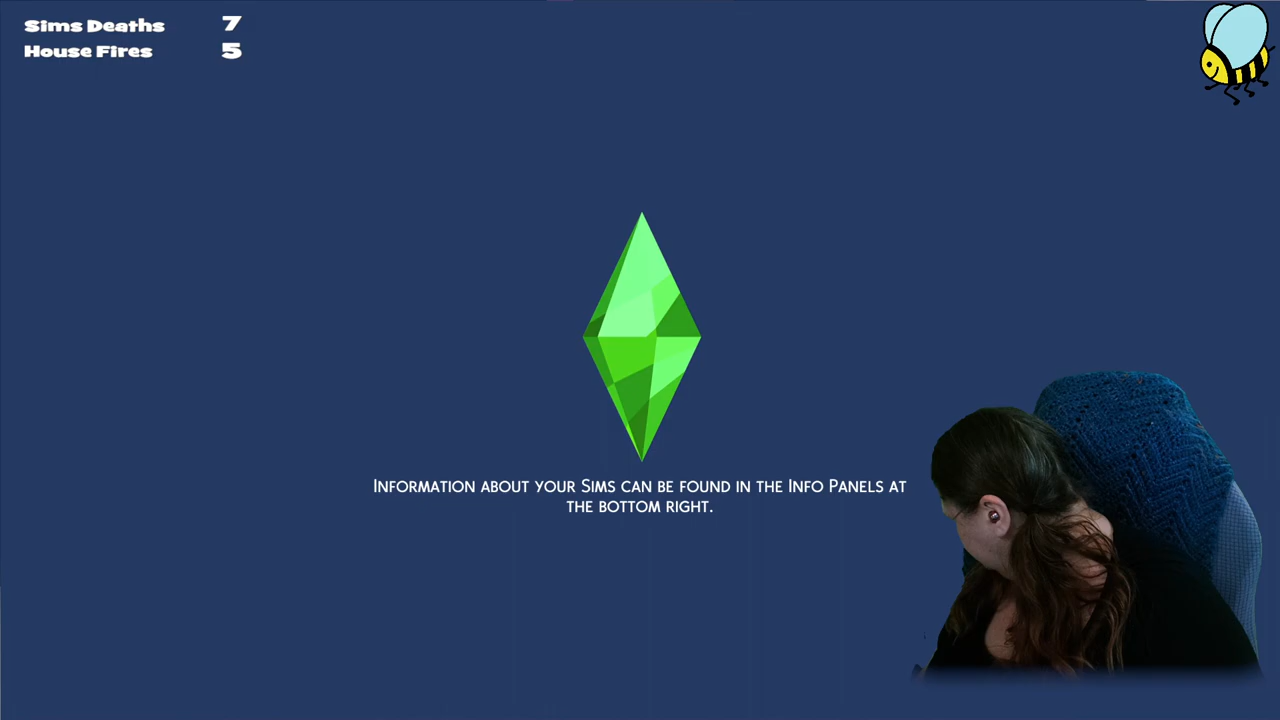 Sims Deaths 7
House Fires 5
Information about your Sims can be found in the Info Panels at
the bottom right.